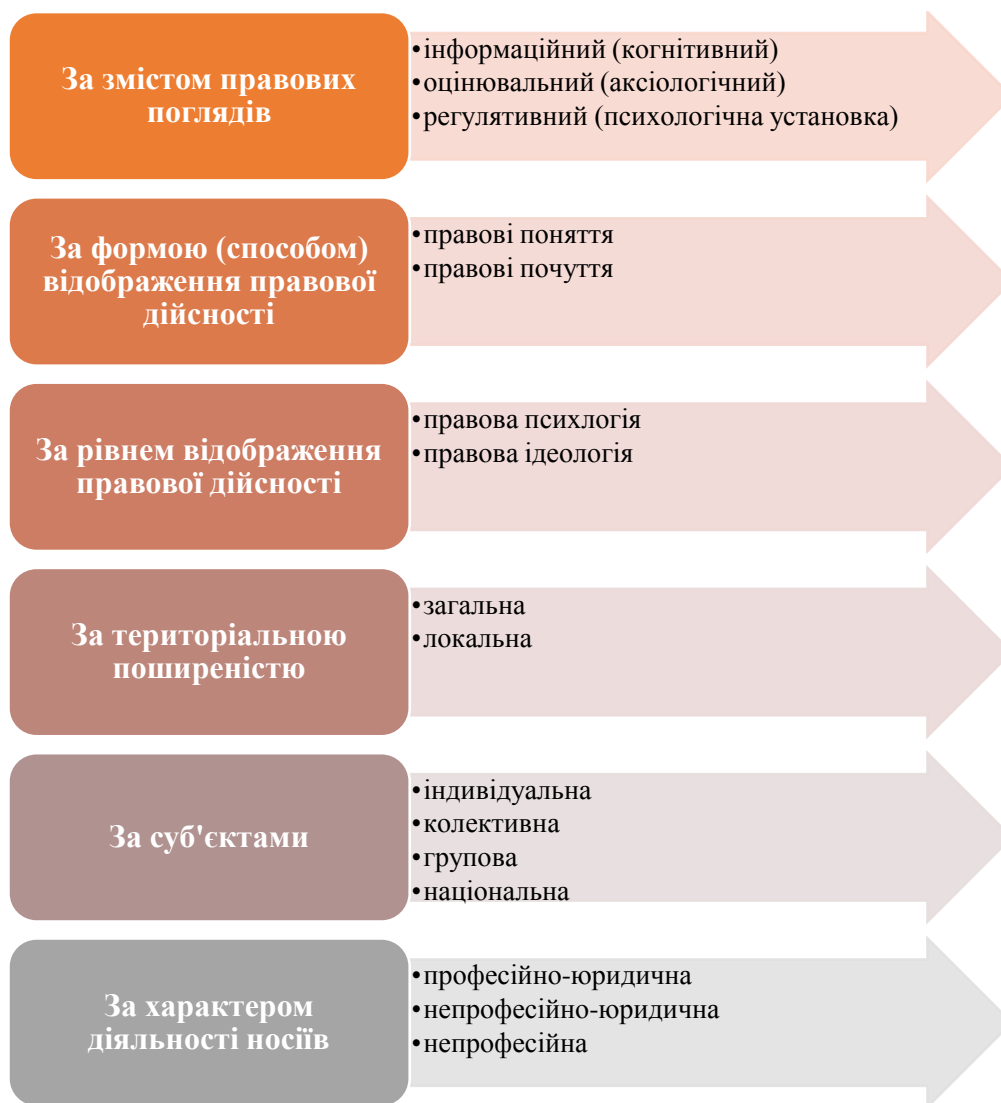 За змістом правових
поглядів
•інформаційний (когнітивний)
•оцінювальний (аксіологічний)
•регулятивний (психологічна установка)
За формою (способом)
відображення правової
дійсності
•правові поняття
•правові почуття
За рівнем відображення
правової дійсності
•правова психлогія
•правова ідеологія
За територіальною
поширеністю
•загальна
•локальна
За суб'єктами
•індивідуальна
•колективна
•групова
•національна
За характером
діяльності носіїв
•професійно-юридична
•непрофесійно-юридична
•непрофесійна